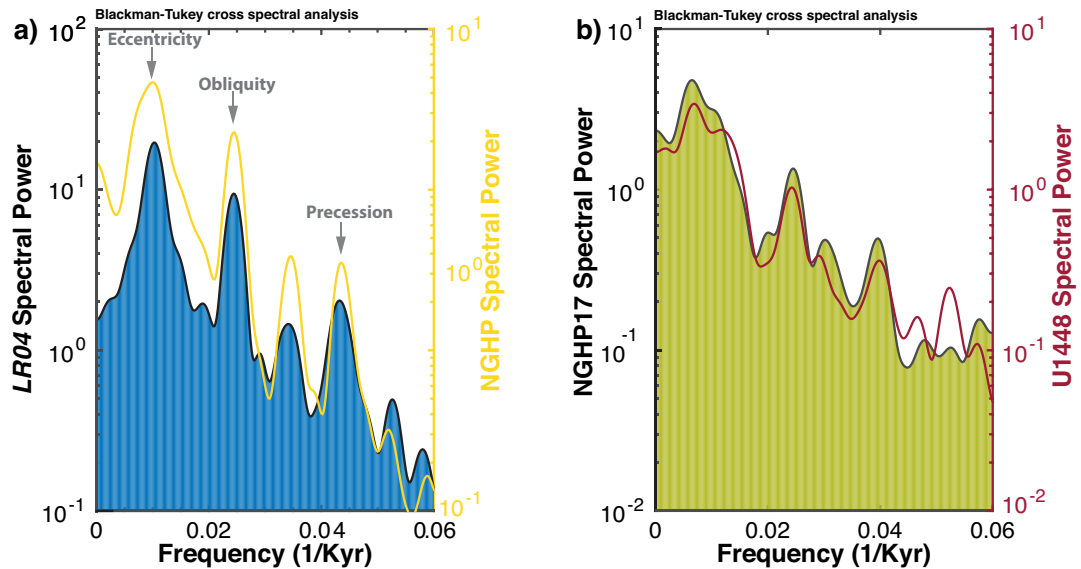 Blackman-Tukey cross spectral analysis
a)
10^2
10^1
10^0
10^-1
LR04 Spectral Power
Eccentricity
Obliquity
Precession
10^1
10^0
10^-1
NGHP Spectral Power
0 0.02 0.04 0.06
Frequency (1/Kyr)
Blackman-Tukey cross spectral analysis
b)
10^1
10^0
10^-1
10^-2
NGHP17 Spectral Power
10^1
10^0
10^-1
10^-2
U1448 Spectral Power
0 0.02 0.04 0.06
Frequency (1/Kyr)